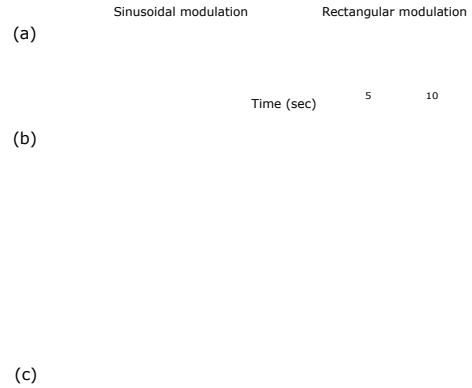 Sinusoidal modulation Rectangular modulation
(a)
5 10
Time (sec)
(b)
(c)